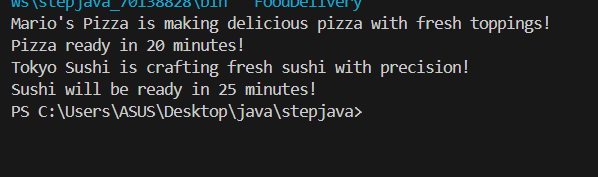 ws\stepjava_70138828\bin' 'FoodDelivery'
Mario's Pizza is making delicious pizza with fresh toppings!
Pizza ready in 20 minutes!
Tokyo Sushi is crafting fresh sushi with precision!
Sushi will be ready in 25 minutes!
PS C:\Users\ASUS\Desktop\java\stepjava>